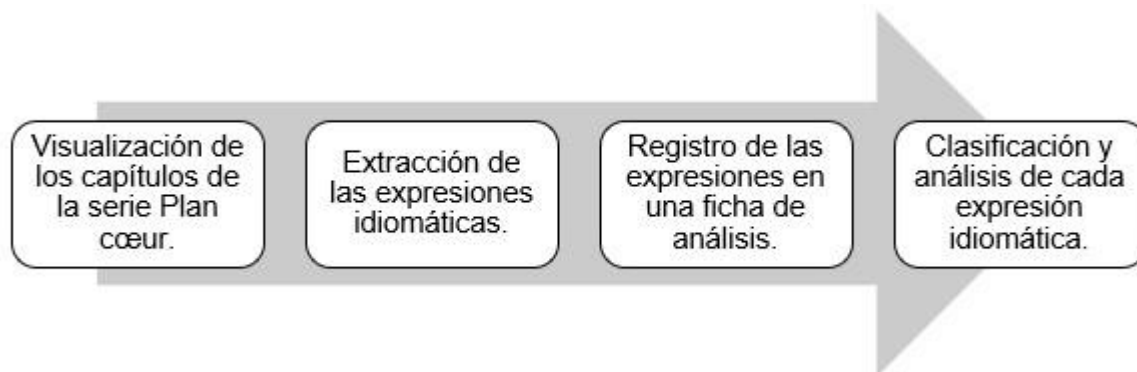 Visualización de
los capítulos de
la serie Plan
cœur.
Extracción de
las expresiones
idiomáticas.
Registro de las
expresiones en
una ficha de
análisis.
Clasificación y
análisis de cada
expresión
idiomática.